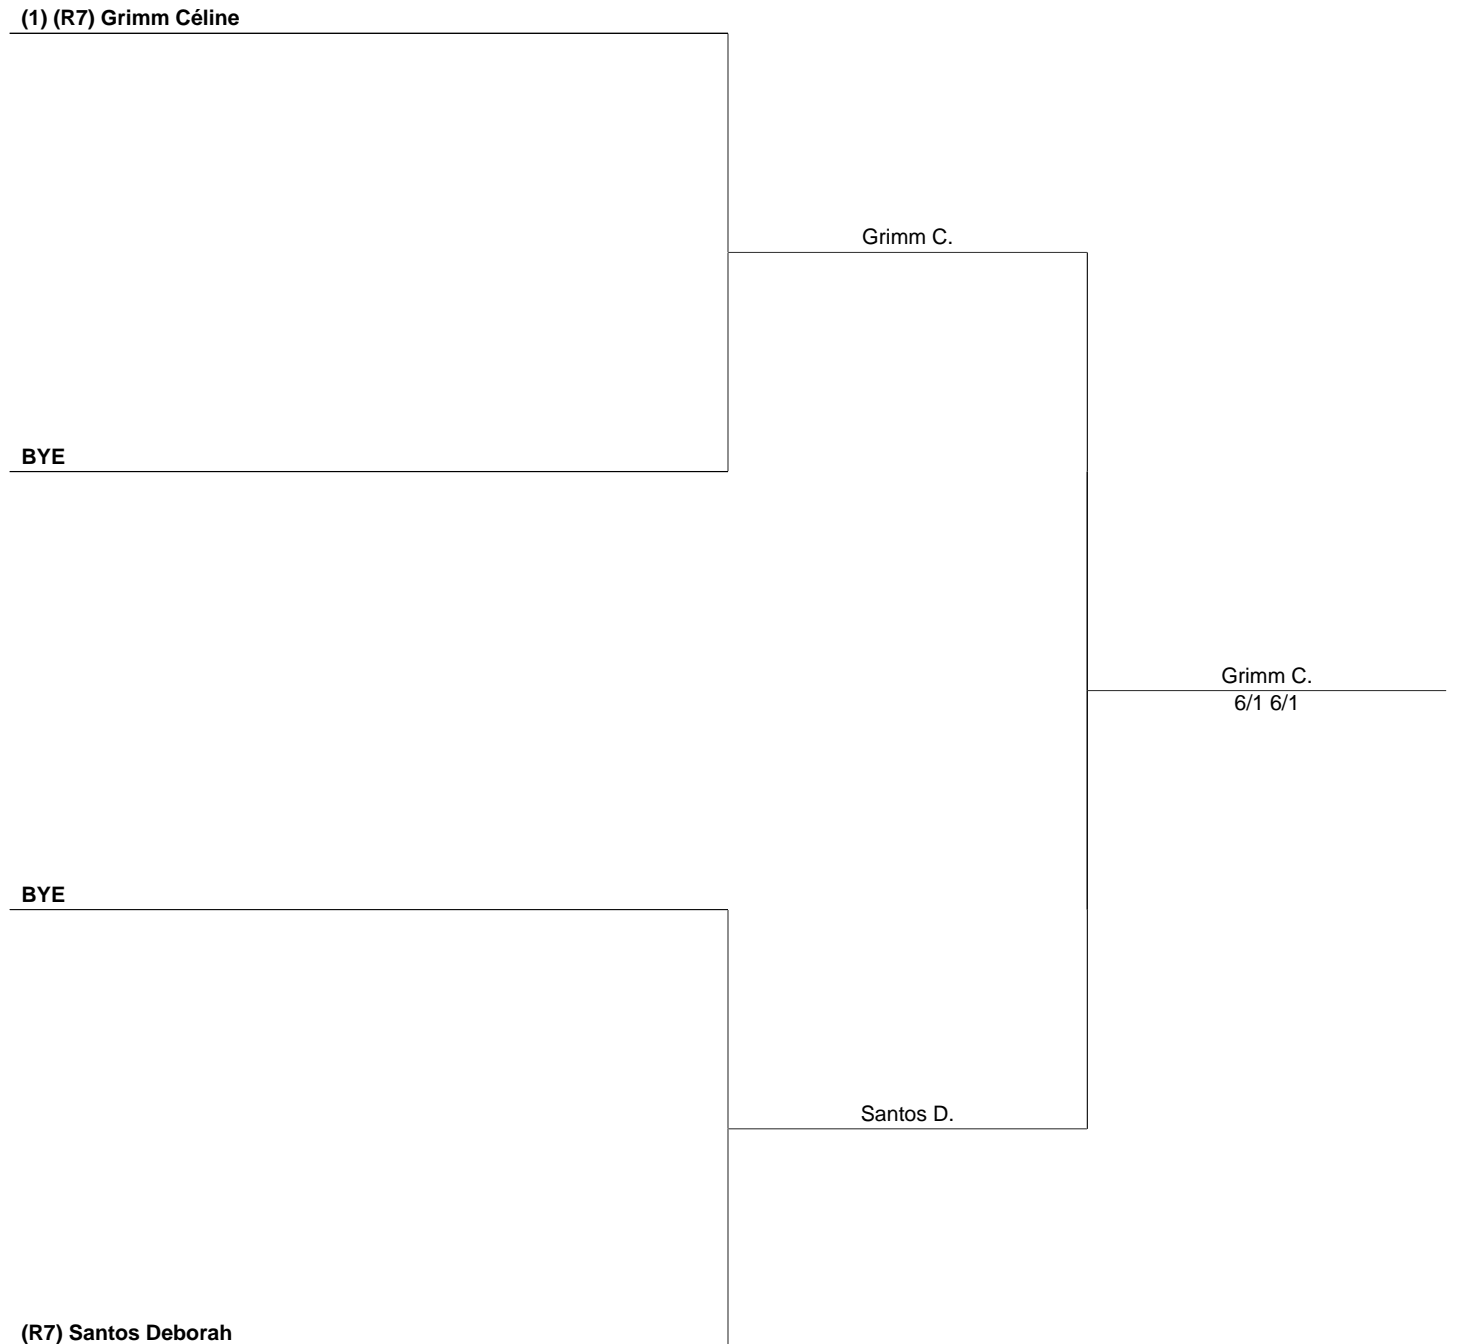 (1) (R7) Grimm Céline
Grimm C.
BYE
Grimm C.
6/1 6/1
BYE
Santos D.
(R7) Santos Deborah